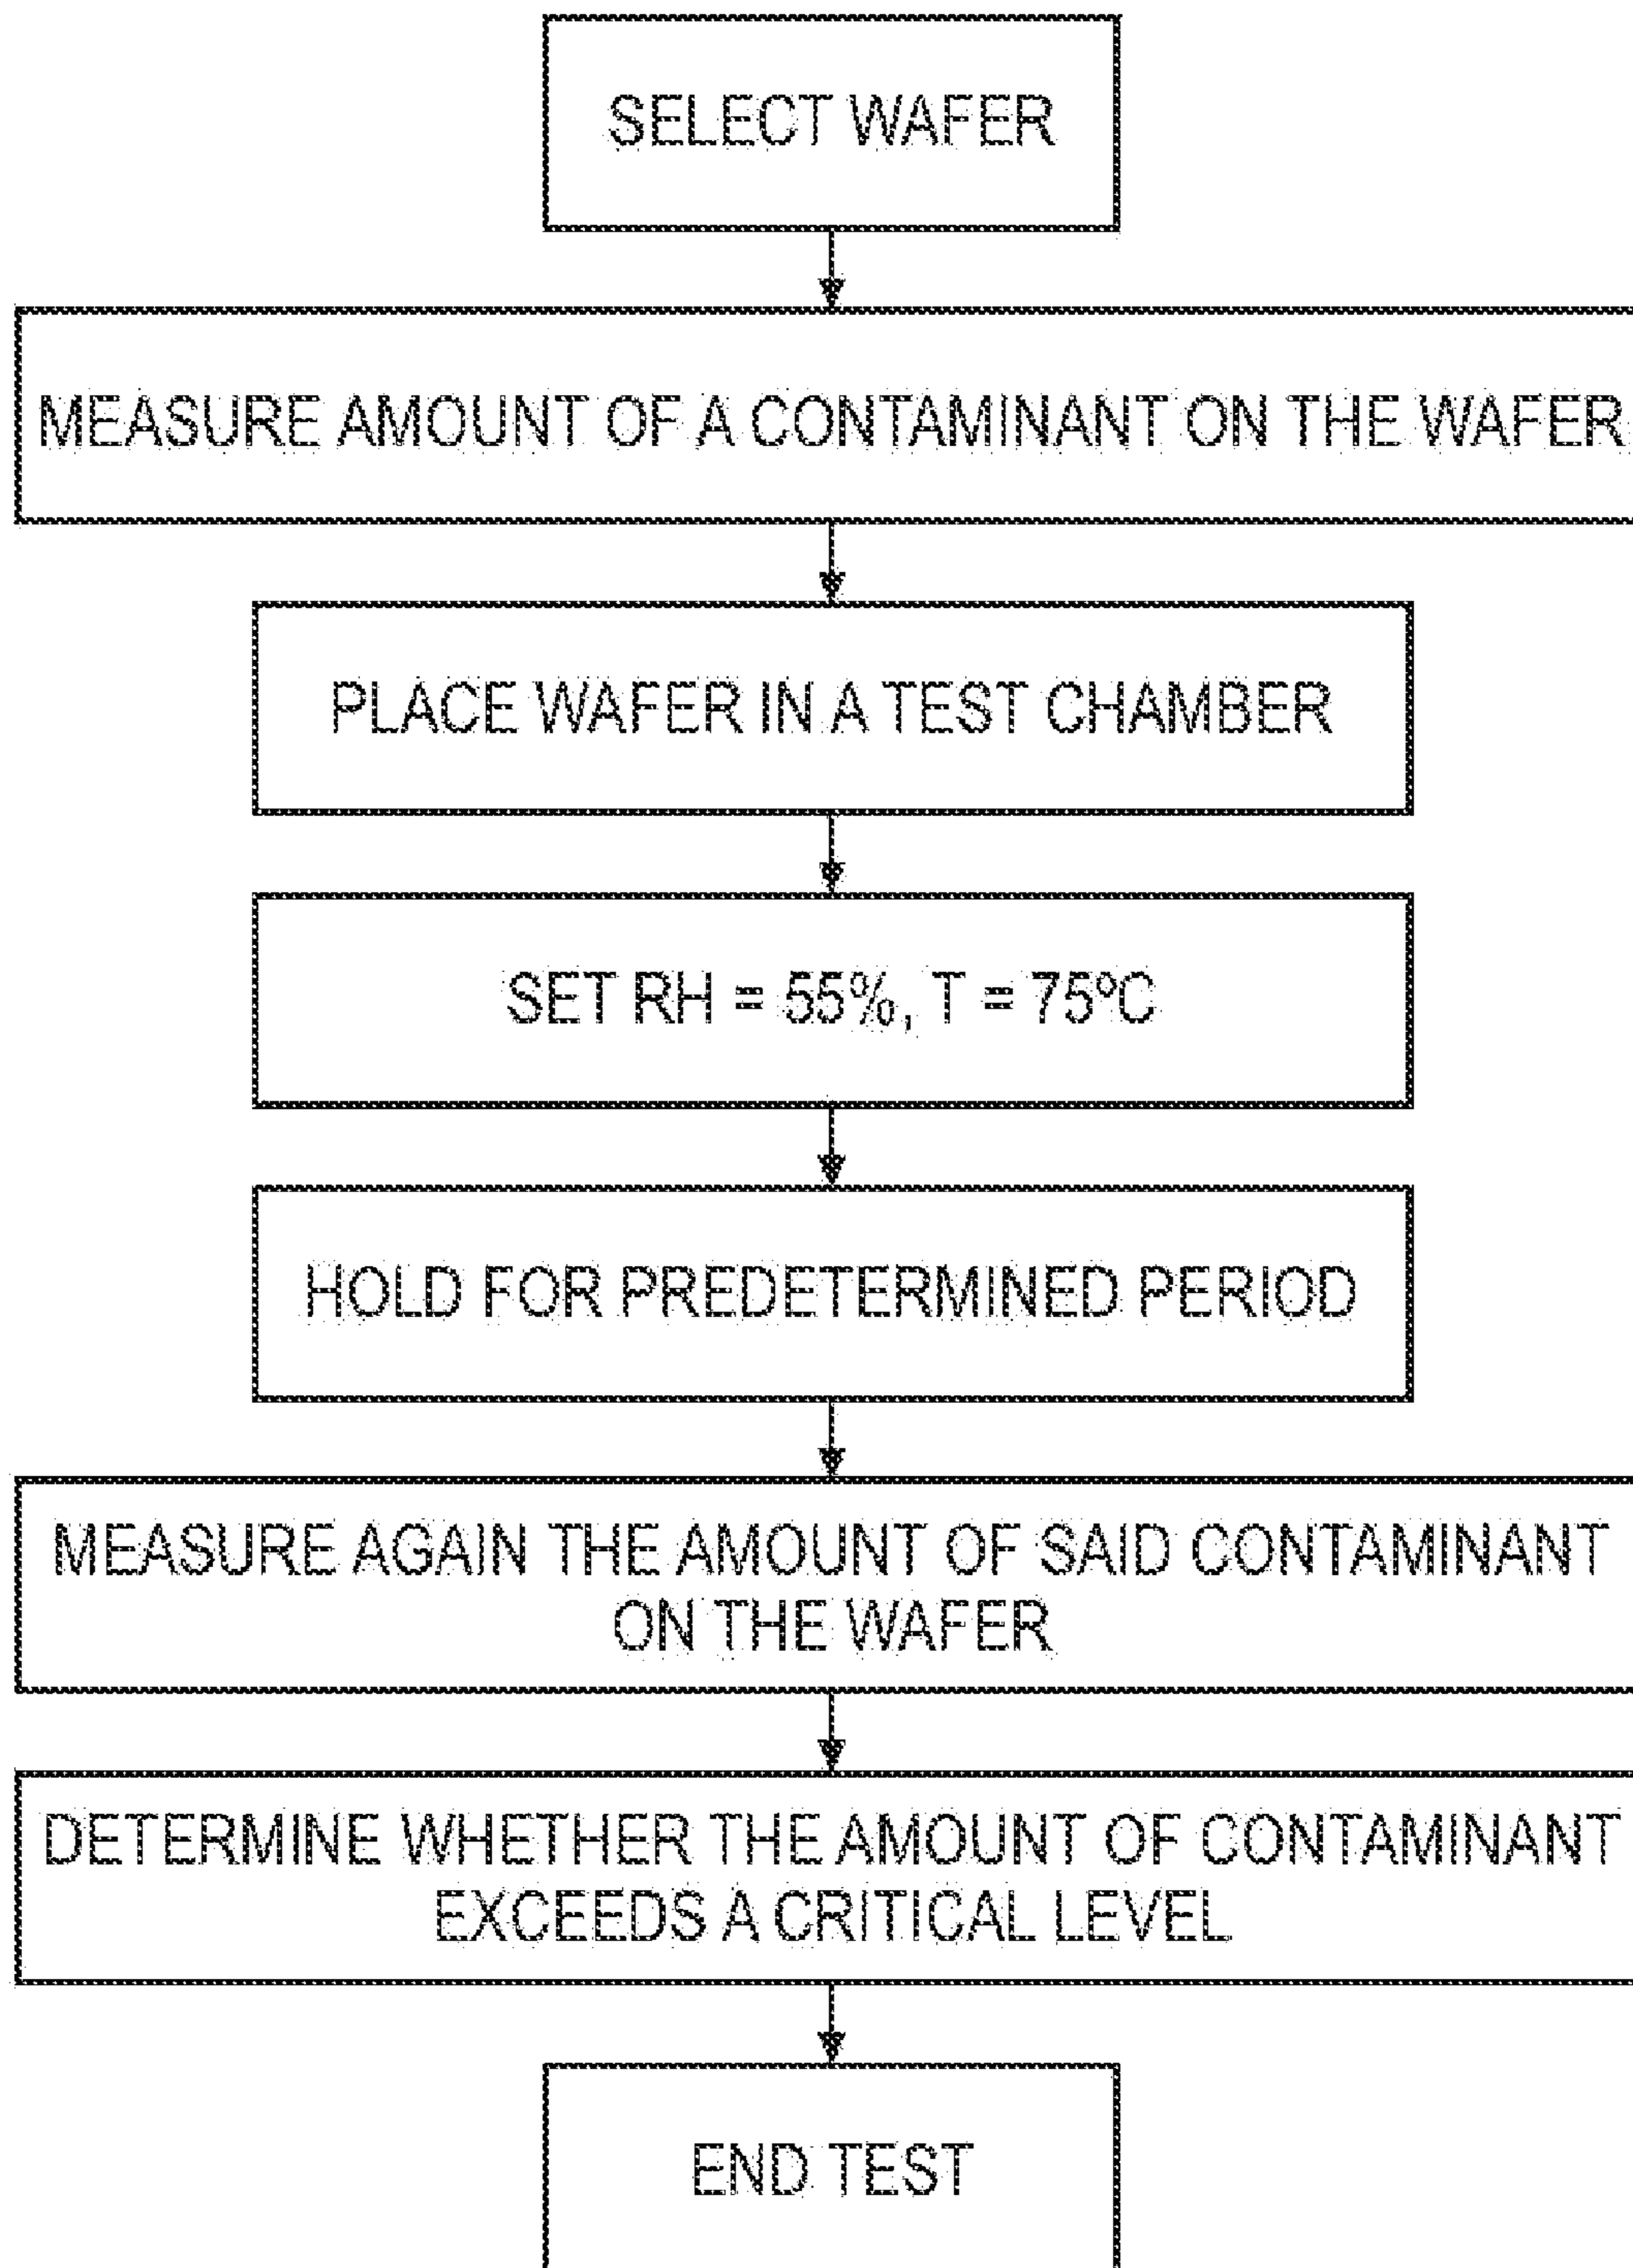 SELECT WAFER
MEASURE AMOUNT OF A CONTAMINANT ON THE WAFER
PLACE WAFER IN A TEST CHAMBER
SET RH = 55%, T = 75ºC
HOLD FOR PREDETERMINED PERIOD
MEASURE AGAIN THE AMOUNT OF SAID CONTAMINANT
ON THE WAFER
DETERMINE WHETHER THE AMOUNT OF CONTAMINANT
EXCEEDS A CRITICAL LEVEL
END TEST